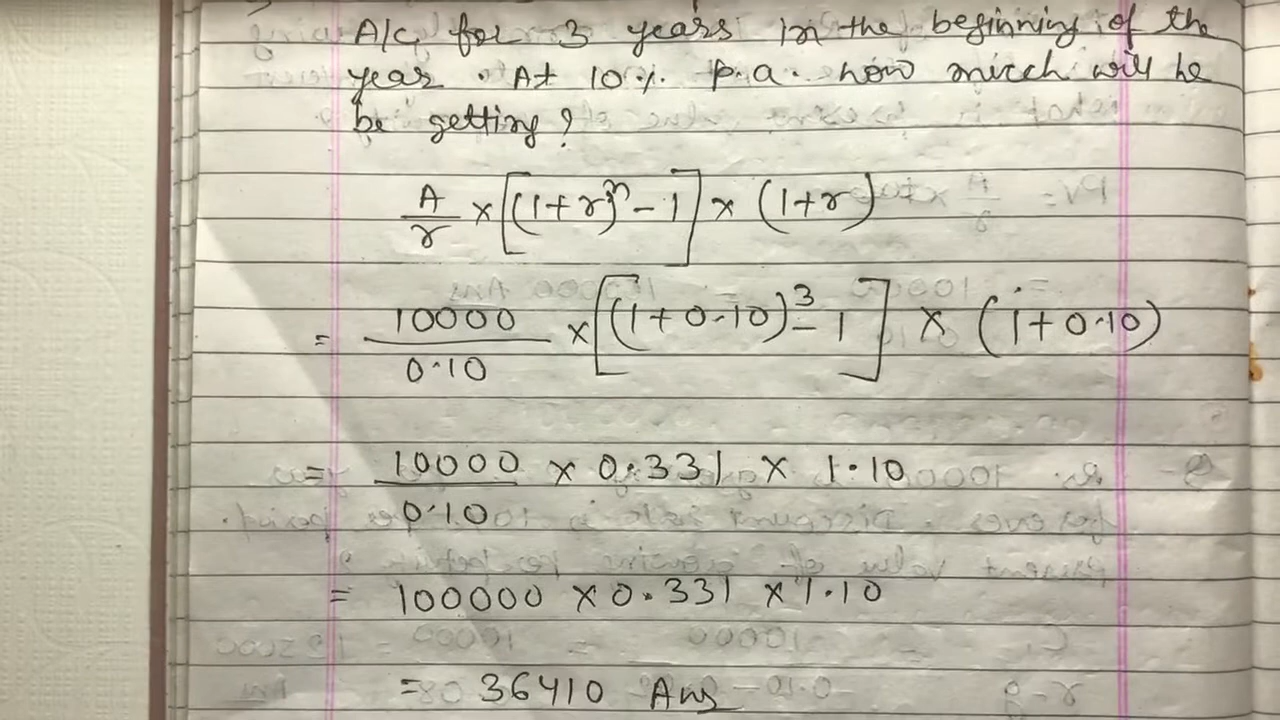 A/c, for 3 years in the beginning of the
year. At 10% p.a. how much will he
be getting?
A/r × [(1+r)^n - 1] × (1+r)
= 10000/0.10 × [(1+0.10)^3 - 1] × (1+0.10)
= 10000/0.10 × 0.331 × 1.10
= 100000 × 0.331 × 1.10
= 36410 Ans